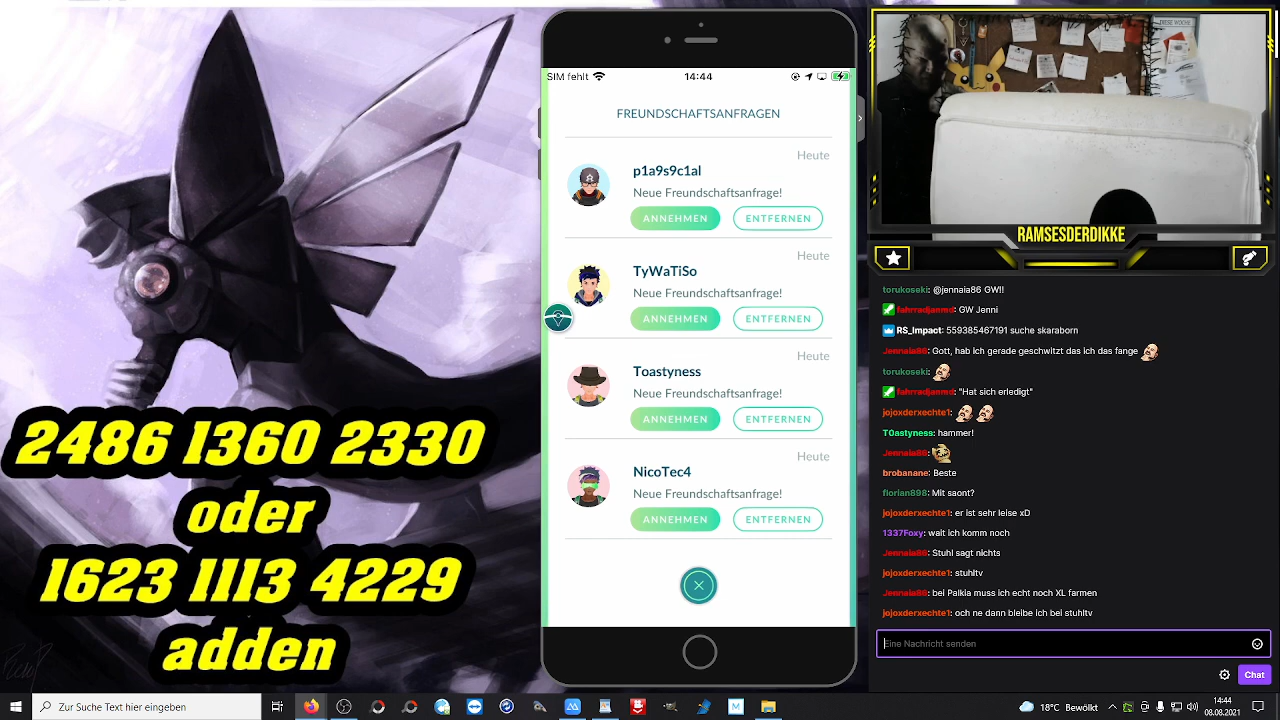 2486 1360 2330
oder
1623 1113 4229
adden
SIM fehlt
14:44
FREUNDSCHAFTSANFRAGEN
Heute
p1a9s9c1al
Neue Freundschaftsanfrage!
ANNEHMEN
ENTFERNEN
Heute
TyWaTiSo
Neue Freundschaftsanfrage!
ANNEHMEN
ENTFERNEN
Heute
Toastyness
Neue Freundschaftsanfrage!
ANNEHMEN
ENTFERNEN
Heute
NicoTec4
Neue Freundschaftsanfrage!
ANNEHMEN
ENTFERNEN
RAMSESDERDIKKE
torukoseki: @jennaia86 GW!!
fahrradjanmd: GW Jenni
RS_Impact: 559385467191 suche skaraborn
Jennaia86: Gott, hab ich gerade geschwitzt das ich das fange
torukoseki:
fahrradjanmd: "Hat sich erledigt"
jojoxderxechte1:
T0astyness: hammer!
Jennaia86:
brobanane: Beste
florian898: Mit saont?
jojoxderxechte1: er ist sehr leise xD
1337Foxy: wait ich komm noch
Jennaia86: Stuhl sagt nichts
jojoxderxechte1: stuhltv
Jennaia86: bei Palkia muss ich echt noch XL farmen
jojoxderxechte1: och ne dann bleibe ich bei stuhltv
Eine Nachricht senden
Chat
Zur Suche Text hier eingeben
18°C Bewölkt
14:44
09.08.2021